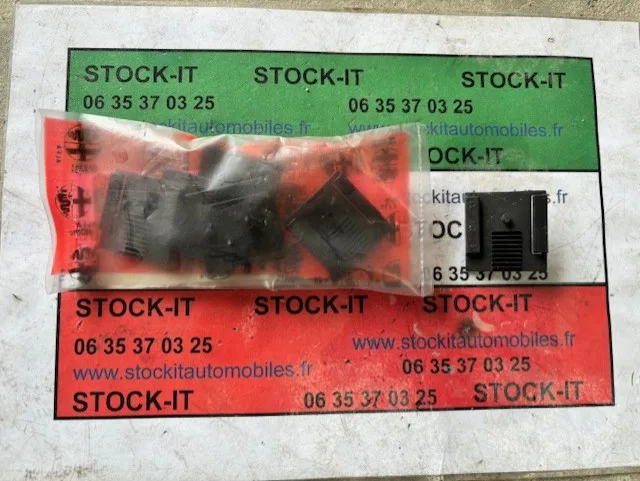 STOCK-IT STOCK-IT STOCK-IT
06 35 37 03 25 06 35 37 03 25
stockitautomobiles.fr www.stockitautomobiles.fr
STOCK-IT
stockitautomobiles.fr
06 35 37 03 25
STOCK-IT STOCK-IT STOCK-IT
06 35 37 03 25 www.stockitautomobiles.fr
www.stockitautomobiles.fr 06 35 37 03 25
STOCK-IT 06 35 37 03 25 STOCK-IT